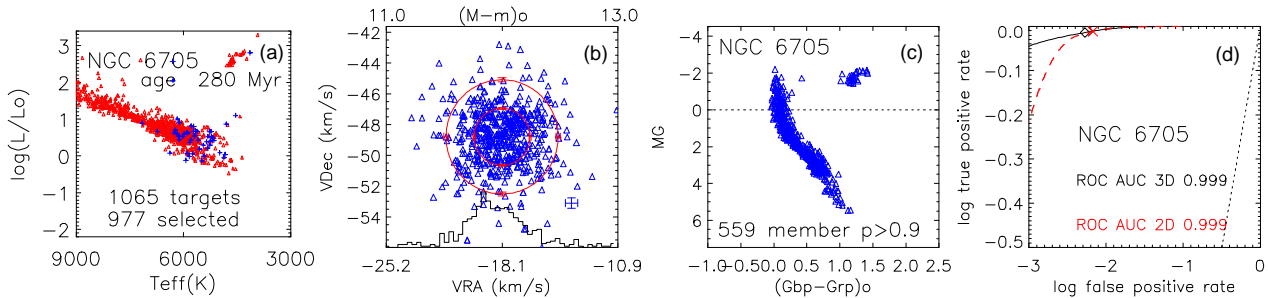 (a)
NGC 6705
age 280 Myr
1065 targets
977 selected
log(L/Lo)
3
2
1
0
-1
-2
9000
6000
3000
Teff(K)
11.0
(M-m)o
13.0
(b)
VDec (km/s)
-42
-44
-46
-48
-50
-52
-54
-25.2
-18.1
-10.9
VRA (km/s)
(c)
NGC 6705
MG
-4
-2
0
2
4
6
559 member p>0.9
-1.0
-0.5
0.0
0.5
1.0
1.5
2.0
2.5
(Gbp-Grp)o
(d)
log true positive rate
-0.0
-0.1
-0.2
-0.3
-0.4
-0.5
NGC 6705
ROC AUC 3D 0.999
ROC AUC 2D 0.999
-3
-2
-1
0
log false positive rate